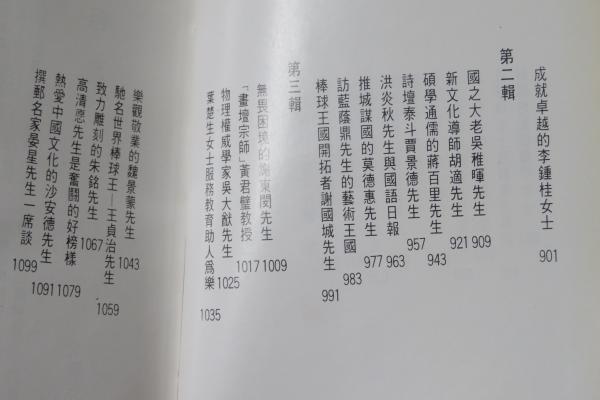 成就卓越的李鍾桂女士 901
第二輯
國之大老吳稚暉先生 909
新文化導師胡適先生 921
碩學通儒的蔣百里先生 943
詩壇泰斗賈景德先生 957
洪炎秋先生與國語日報 963
推城謀國的莫德惠先生 977
訪藍蔭鼎先生的藝術王國 983
棒球王國開拓者謝國城先生 991
第三輯
無畏困境的謝東閔先生 1009
「畫壇宗師」黃君璧教授 1017
物理權威學家吳大猷先生 1025
葉楚生女士服務教育助人爲樂 1035
樂觀敬業的魏景蒙先生 1043
馳名世界棒球王—王貞治先生 1059
致力雕刻的朱銘先生 1067
高清愿先生是奮鬪的好榜樣 1079
熱愛中國文化的沙安德先生 1091
撰郵名家晏星先生一席談 1099